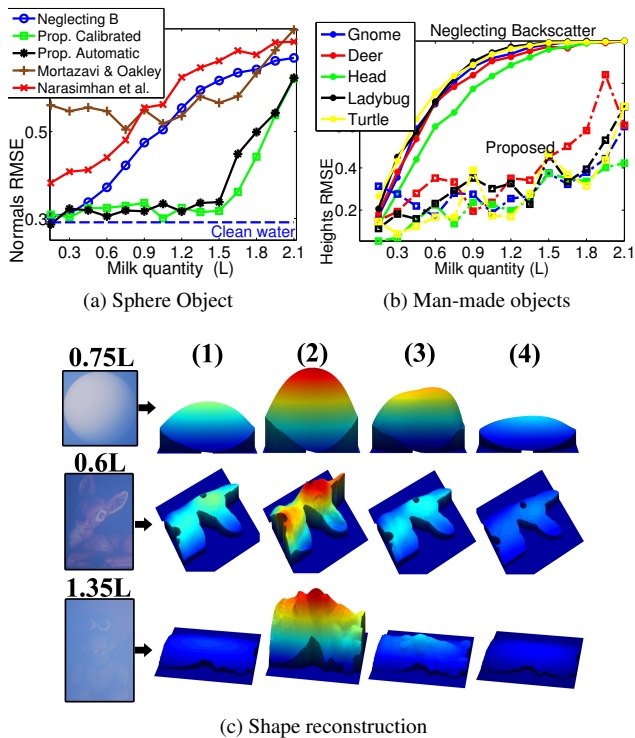 Neglecting B
Prop. Calibrated
Prop. Automatic
Mortazavi & Oakley
Narasimhan et al.
Normals RMSE
0.5
0.3
Clean water
0.3 0.6 0.9 1.2 1.5 1.8 2.1
Milk quantity (L)
(a) Sphere Object
Neglecting Backscatter
Gnome
Deer
Head
Ladybug
Turtle
Proposed
Heights RMSE
0.4
0.2
0.3 0.6 0.9 1.2 1.5 1.8 2.1
Milk quantity (L)
(b) Man-made objects
(1) (2) (3) (4)
0.75L
0.6L
1.35L
(c) Shape reconstruction